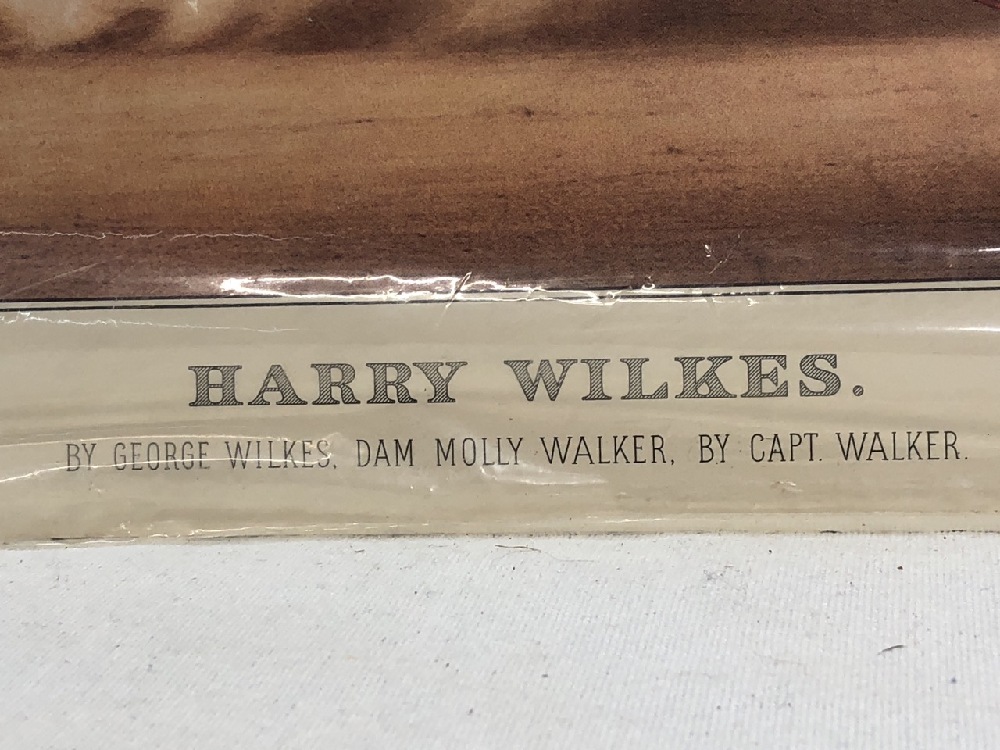 HARRY WILKES.
BY GEORGE WILKES, DAM MOLLY WALKER, BY CAPT. WALKER.